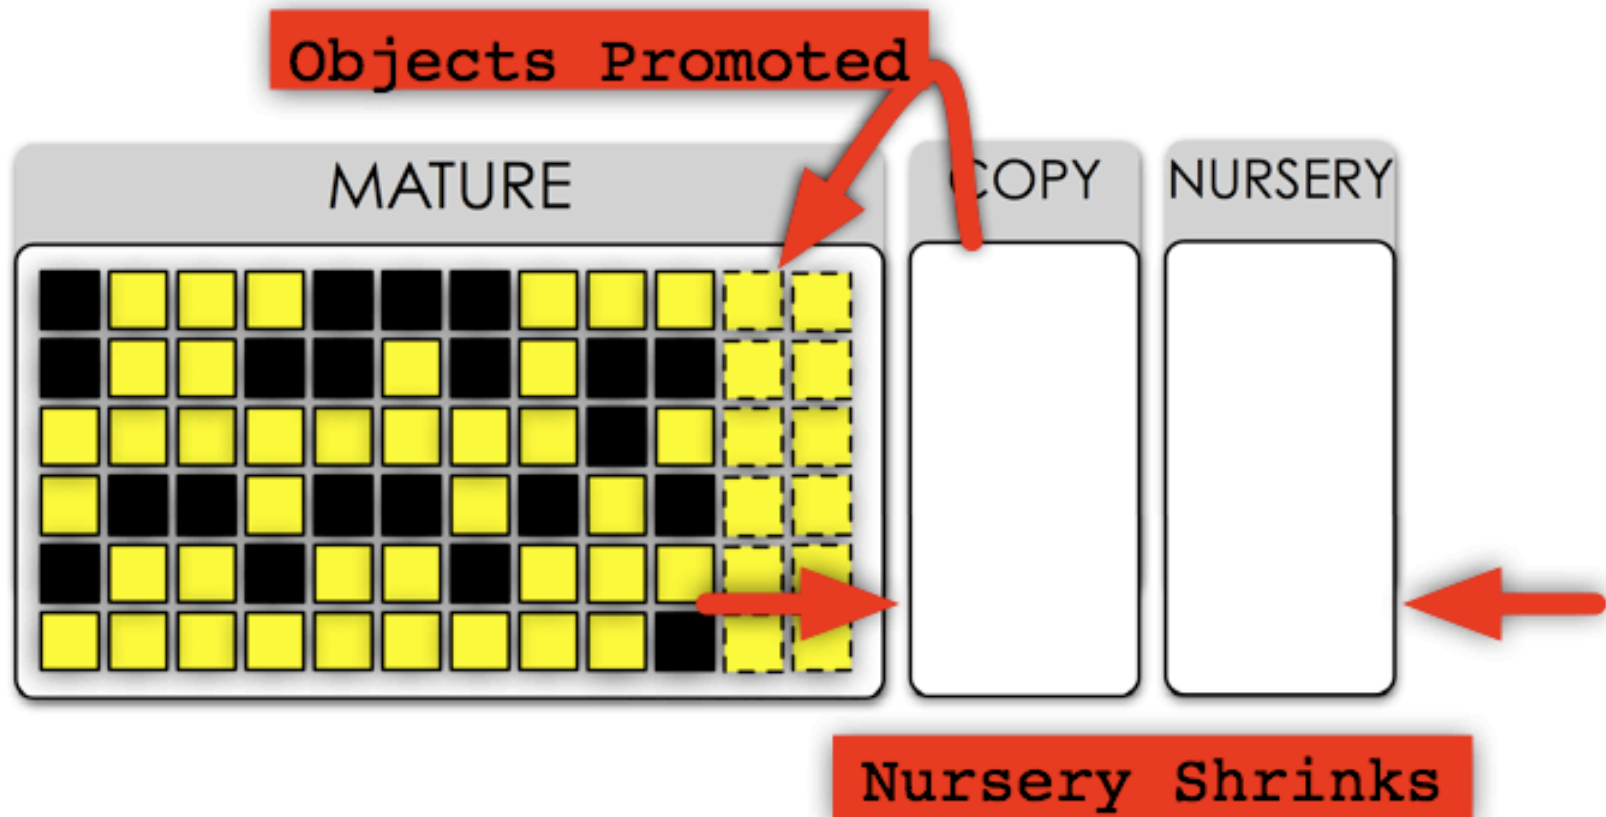 Objects Promoted
MATURE
COPY
NURSERY
Nursery Shrinks